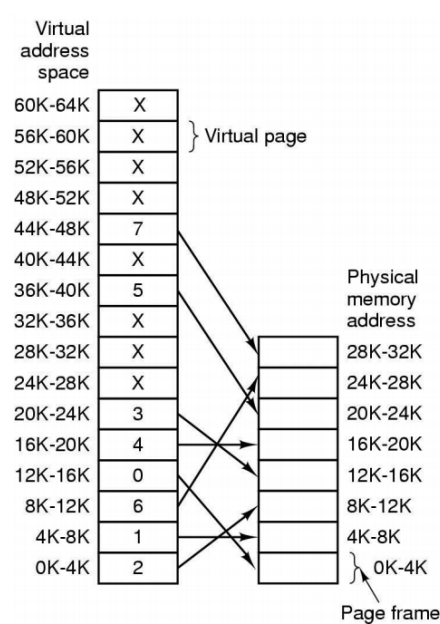 Virtual
address
space
60K-64K X
56K-60K X Virtual page
52K-56K X
48K-52K X
44K-48K 7
40K-44K X
36K-40K 5
32K-36K X
28K-32K X
24K-28K X
20K-24K 3
16K-20K 4
12K-16K 0
8K-12K 6
4K-8K 1
0K-4K 2
Physical
memory
address
28K-32K
24K-28K
20K-24K
16K-20K
12K-16K
8K-12K
4K-8K
0K-4K
Page frame